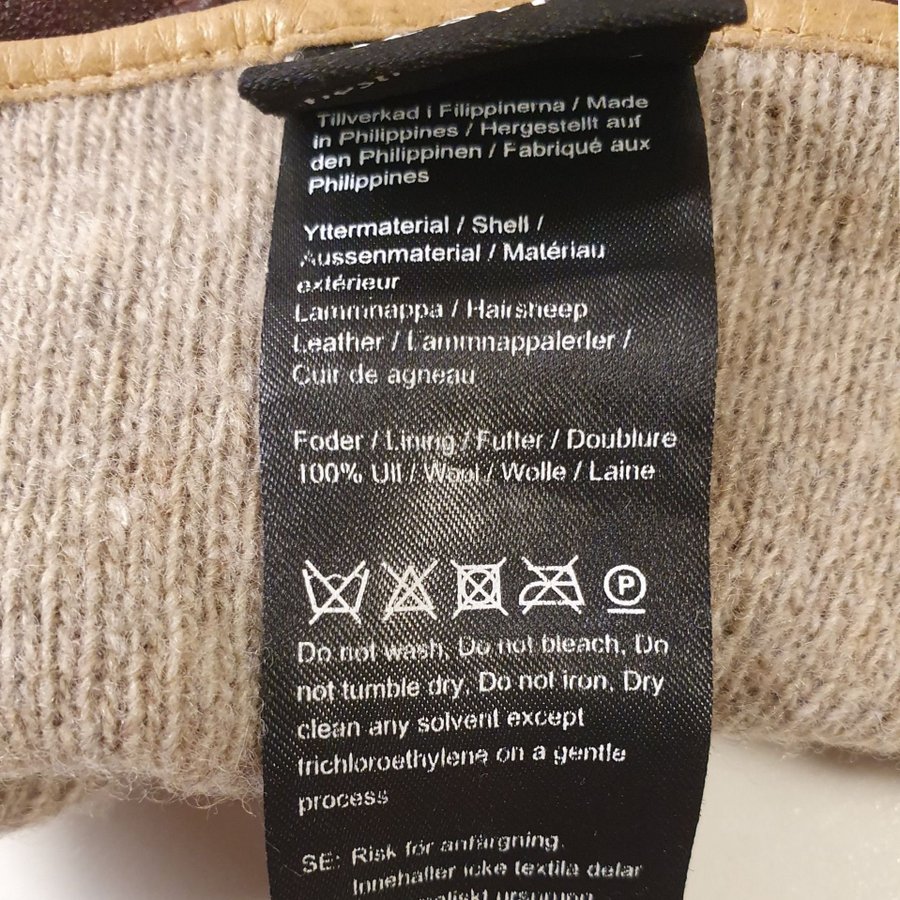 Tillverkad i Filippinerna / Made
in Philippines / Hergestellt auf
den Philippinen / Fabriqué aux
Philippines
Yttermaterial / Shell /
Aussenmaterial / Matériau
extérieur
Lammnappa / Hairsheep
Leather / Lammnappaleder /
Cuir de agneau
Foder / Lining / Futter / Doublure
100% Ull / Wool / Wolle / Laine
P
Do not wash. Do not bleach. Do
not tumble dry. Do not iron. Dry
clean any solvent except
trichloroethylene on a gentle
process
SE: Risk för anfärgning.
Innehåller icke textila delar
ursprung